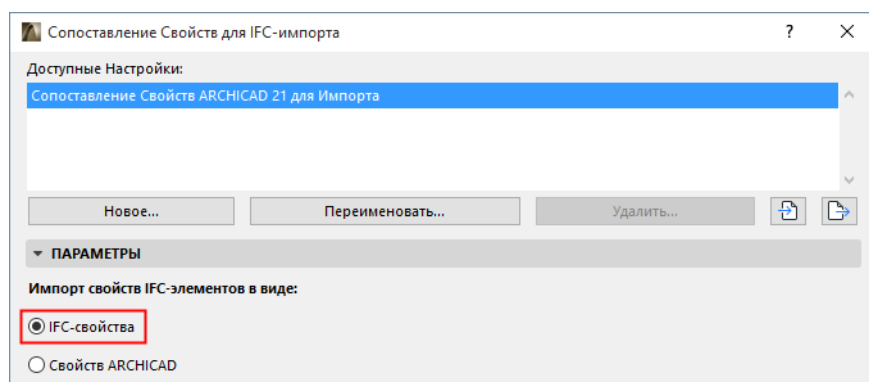 Сопоставление Свойств для IFC-импорта ?
Доступные Настройки:
Сопоставление Свойств ARCHICAD 21 для Импорта
Новое... Переименовать... Удалить...
ПАРАМЕТРЫ
Импорт свойств IFC-элементов в виде:
IFC-свойства
Свойств ARCHICAD